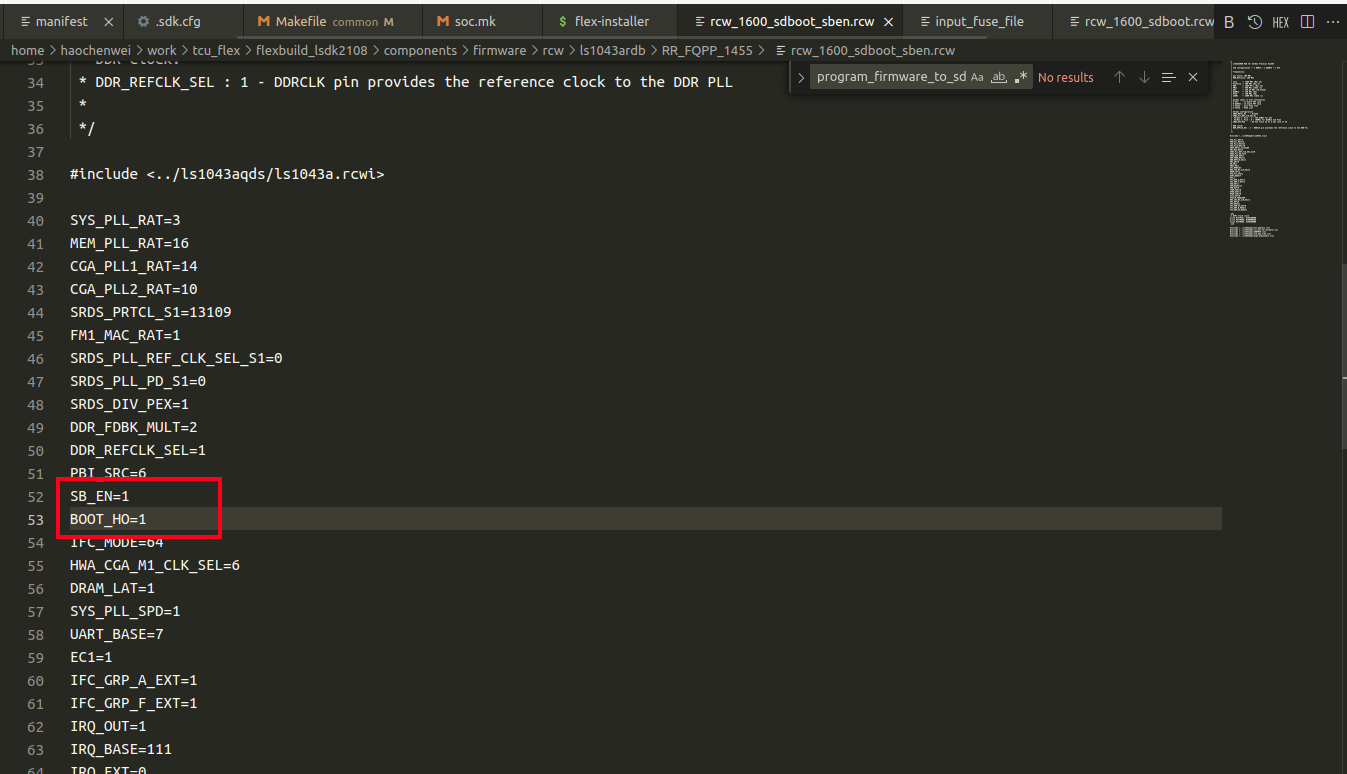 manifest
.sdk.cfg
Makefile common M
soc.mk
flex-installer
rcw_1600_sdboot_sben.rcw
input_fuse_file
rcw_1600_sdboot.rcw
B
HEX
home > haochenwei > work > tcu_flex > flexbuild_lsdk2108 > components > firmware > rcw > ls1043ardb > RR_FQPP_1455 > rcw_1600_sdboot_sben.rcw
program_firmware_to_sd Aa ab .* No results
33 DDR Clock:
34 * DDR_REFCLK_SEL : 1 - DDRCLK pin provides the reference clock to the DDR PLL
35 *
36 */
37
38 #include <../ls1043aqds/ls1043a.rcwi>
39
40 SYS_PLL_RAT=3
41 MEM_PLL_RAT=16
42 CGA_PLL1_RAT=14
43 CGA_PLL2_RAT=10
44 SRDS_PRTCL_S1=13109
45 FM1_MAC_RAT=1
46 SRDS_PLL_REF_CLK_SEL_S1=0
47 SRDS_PLL_PD_S1=0
48 SRDS_DIV_PEX=1
49 DDR_FDBK_MULT=2
50 DDR_REFCLK_SEL=1
51 PBI_SRC=6
52 SB_EN=1
53 BOOT_HO=1
54 IFC_MODE=64
55 HWA_CGA_M1_CLK_SEL=6
56 DRAM_LAT=1
57 SYS_PLL_SPD=1
58 UART_BASE=7
59 EC1=1
60 IFC_GRP_A_EXT=1
61 IFC_GRP_F_EXT=1
62 IRQ_OUT=1
63 IRQ_BASE=111
64 IRQ_EXT=0